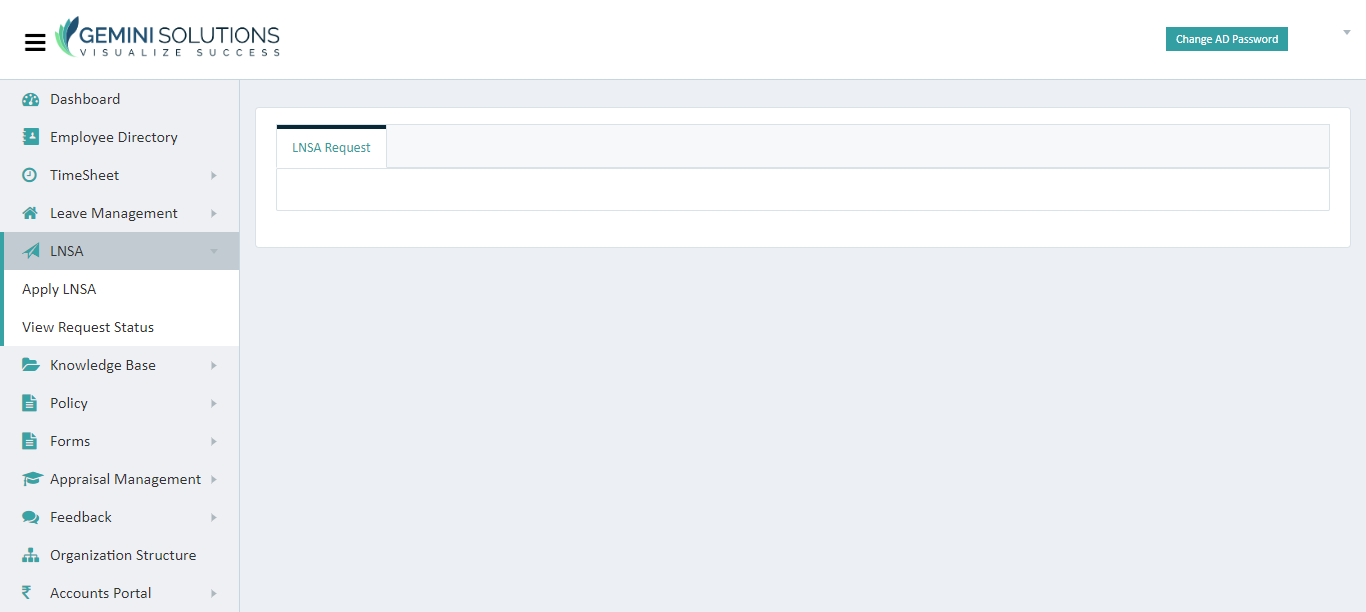 GEMINI SOLUTIONS
VISUALIZE SUCCESS
Change AD Password
Dashboard
Employee Directory
TimeSheet
Leave Management
LNSA
Apply LNSA
View Request Status
Knowledge Base
Policy
Forms
Appraisal Management
Feedback
Organization Structure
Accounts Portal
LNSA Request